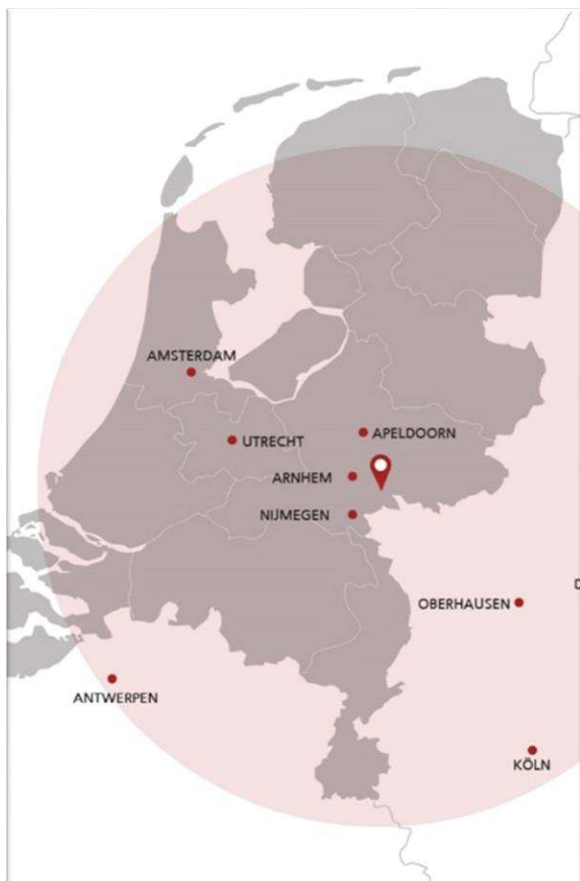 AMSTERDAM
APELDOORN
UTRECHT
ARNHEM
NIJMEGEN
OBERHAUSEN
ANTWERPEN
KÖLN